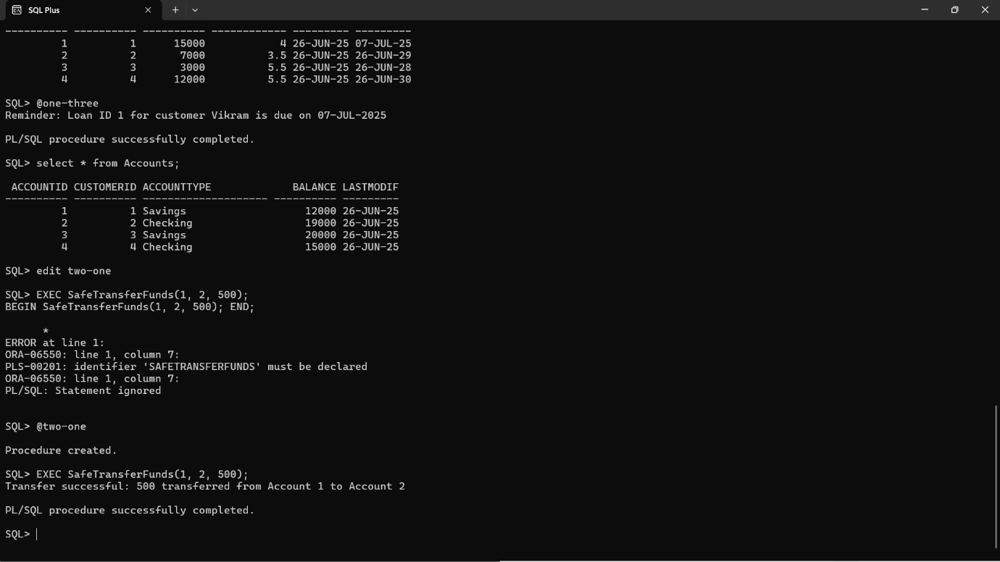 SQL Plus
---------- ---------- ---------- ------------ --------- ---------
         1          1      15000            4 26-JUN-25 07-JUL-25
         2          2       7000          3.5 26-JUN-25 26-JUN-29
         3          3       3000          5.5 26-JUN-25 26-JUN-28
         4          4      12000          5.5 26-JUN-25 26-JUN-30
SQL> @one-three
Reminder: Loan ID 1 for customer Vikram is due on 07-JUL-2025
PL/SQL procedure successfully completed.
SQL> select * from Accounts;
 ACCOUNTID CUSTOMERID ACCOUNTTYPE             BALANCE LASTMODIF
---------- ---------- -------------------- ---------- ---------
         1          1 Savings                   12000 26-JUN-25
         2          2 Checking                  19000 26-JUN-25
         3          3 Savings                   20000 26-JUN-25
         4          4 Checking                  15000 26-JUN-25
SQL> edit two-one
SQL> EXEC SafeTransferFunds(1, 2, 500);
BEGIN SafeTransferFunds(1, 2, 500); END;
      *
ERROR at line 1:
ORA-06550: line 1, column 7:
PLS-00201: identifier 'SAFETRANSFERFUNDS' must be declared
ORA-06550: line 1, column 7:
PL/SQL: Statement ignored
SQL> @two-one
Procedure created.
SQL> EXEC SafeTransferFunds(1, 2, 500);
Transfer successful: 500 transferred from Account 1 to Account 2
PL/SQL procedure successfully completed.
SQL>